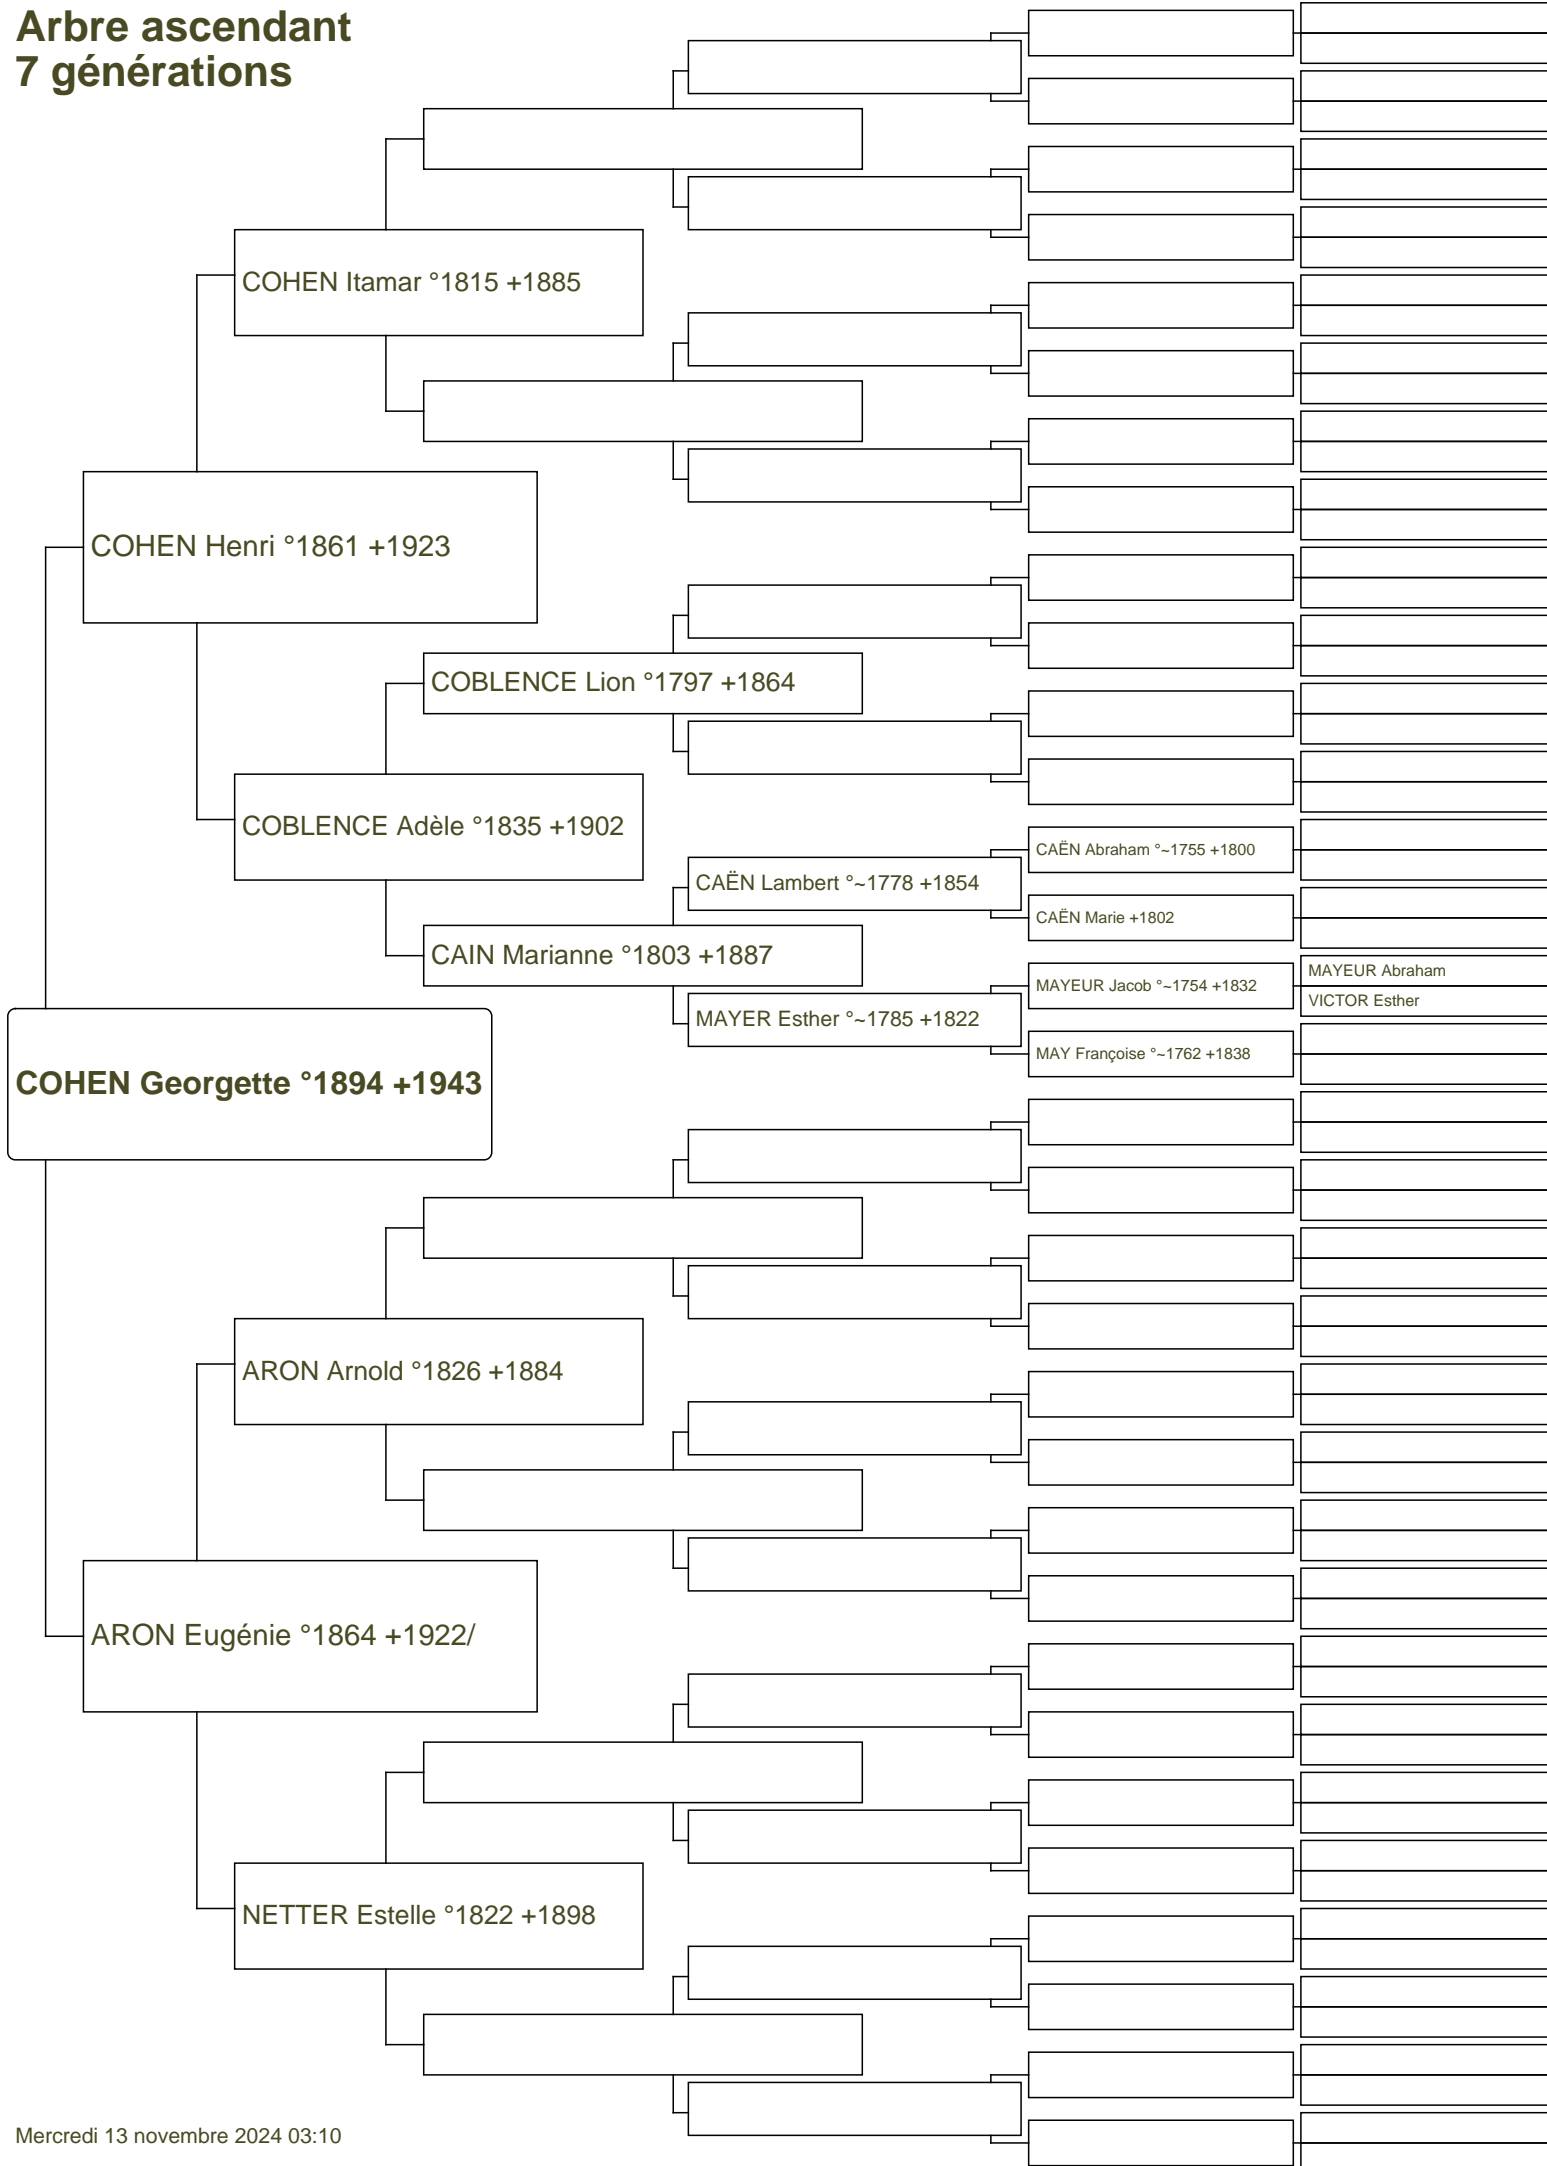 Arbre ascendant
7 générations
COHEN Itamar °1815 +1885
COHEN Henri °1861 +1923
COBLENCE Lion °1797 +1864
COBLENCE Adèle °1835 +1902
CAËN Abraham °~1755 +1800
CAËN Lambert °~1778 +1854
CAËN Marie +1802
CAIN Marianne °1803 +1887
MAYEUR Abraham
MAYEUR Jacob °~1754 +1832
VICTOR Esther
MAYER Esther °~1785 +1822
MAY Françoise °~1762 +1838
COHEN Georgette °1894 +1943
ARON Arnold °1826 +1884
ARON Eugénie °1864 +1922/
NETTER Estelle °1822 +1898
Mercredi 13 novembre 2024 03:10